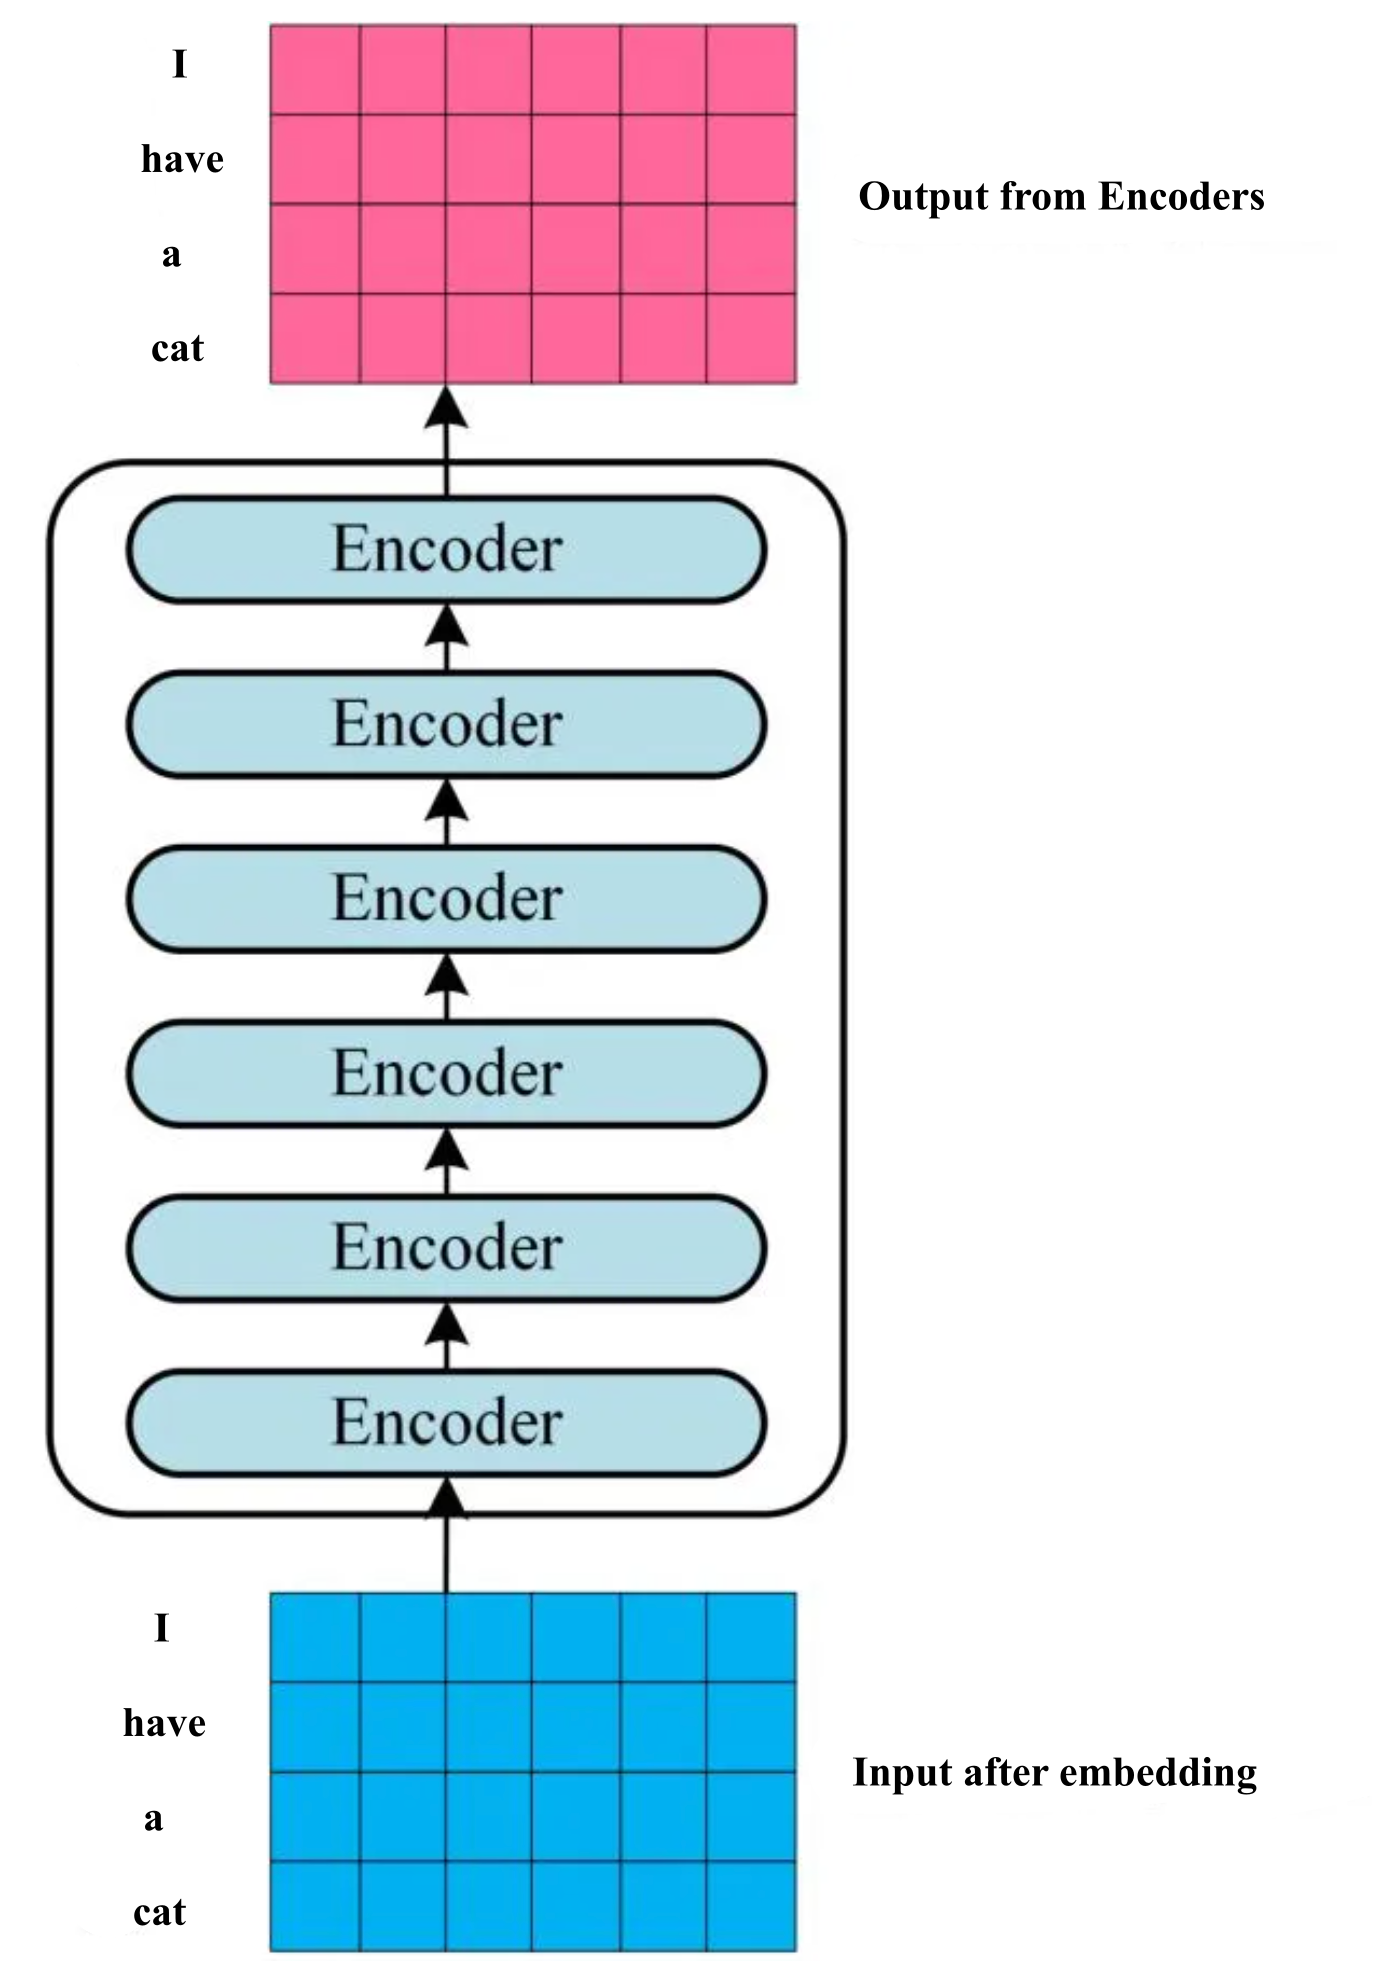 I
have
a
cat
Output from Encoders
Encoder
Encoder
Encoder
Encoder
Encoder
Encoder
I
have
a
cat
Input after embedding